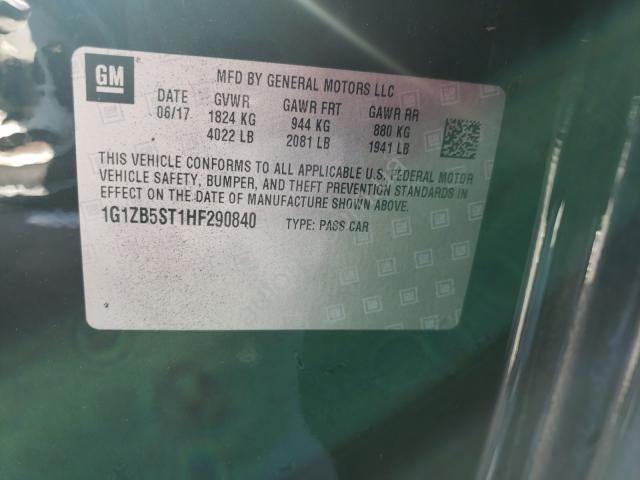 GM
MFD BY GENERAL MOTORS LLC
DATE GVWR GAWR FRT GAWR RR
06/17 1824 KG 944 KG 880 KG
4022 LB 2081 LB 1941 LB
THIS VEHICLE CONFORMS TO ALL APPLICABLE U.S. FEDERAL MOTOR
VEHICLE SAFETY, BUMPER, AND THEFT PREVENTION STANDARDS IN
EFFECT ON THE DATE OF MANUFACTURE SHOWN ABOVE.
1G1ZB5ST1HF290840 TYPE: PASS CAR